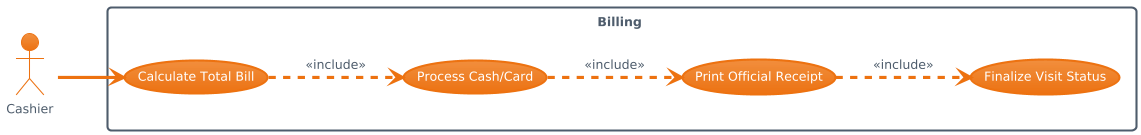 Billing
«include»
«include»
«include»
Calculate Total Bill
Process Cash/Card
Print Official Receipt
Finalize Visit Status
Cashier